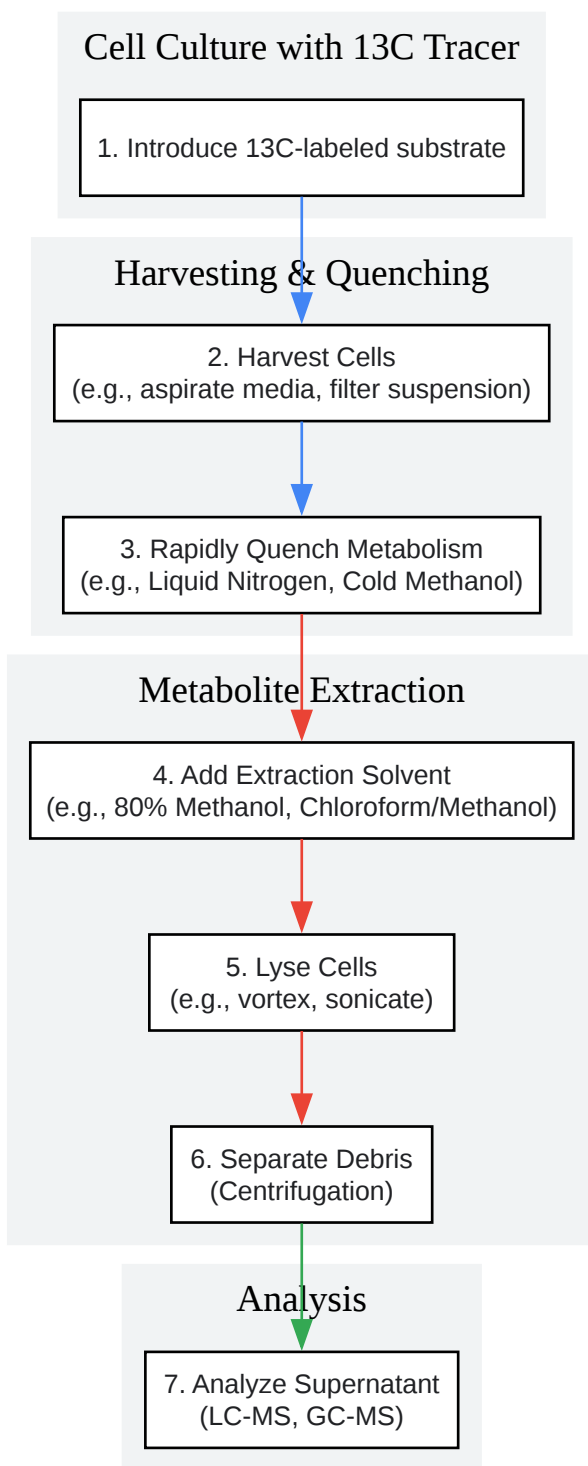 Cell Culture with 13C Tracer
1. Introduce 13C-labeled substrate
Harvesting & Quenching
2. Harvest Cells
(e.g., aspirate media, filter suspension)
3. Rapidly Quench Metabolism
(e.g., Liquid Nitrogen, Cold Methanol)
Metabolite Extraction
4. Add Extraction Solvent
(e.g., 80% Methanol, Chloroform/Methanol)
5. Lyse Cells
(e.g., vortex, sonicate)
6. Separate Debris
(Centrifugation)
Analysis
7. Analyze Supernatant
(LC-MS, GC-MS)